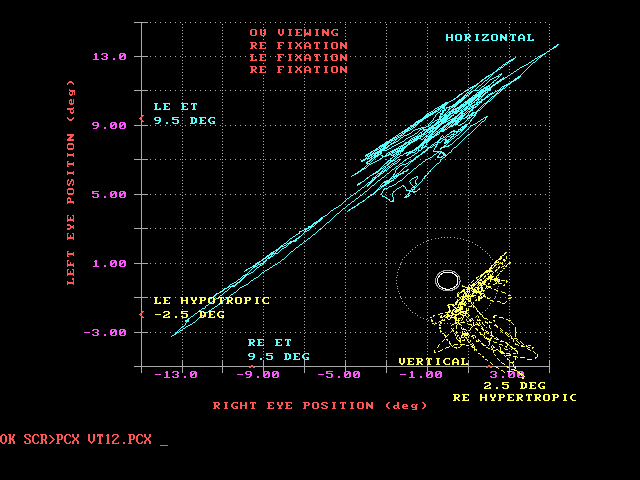 OU VIEWING
RE FIXATION
LE FIXATION
RE FIXATION
HORIZONTAL
13.0
LE ET
9.5 DEG
9.00
5.00
1.00
LE HYPOTROPIC
-2.5 DEG
-3.00
RE ET
9.5 DEG
VERTICAL
-13.0
-9.00
-5.00
-1.00
3.00
2.5 DEG
RE HYPERTROPIC
LEFT EYE POSITION (deg)
RIGHT EYE POSITION (deg)
OK SCR>PCX VT12.PCX _